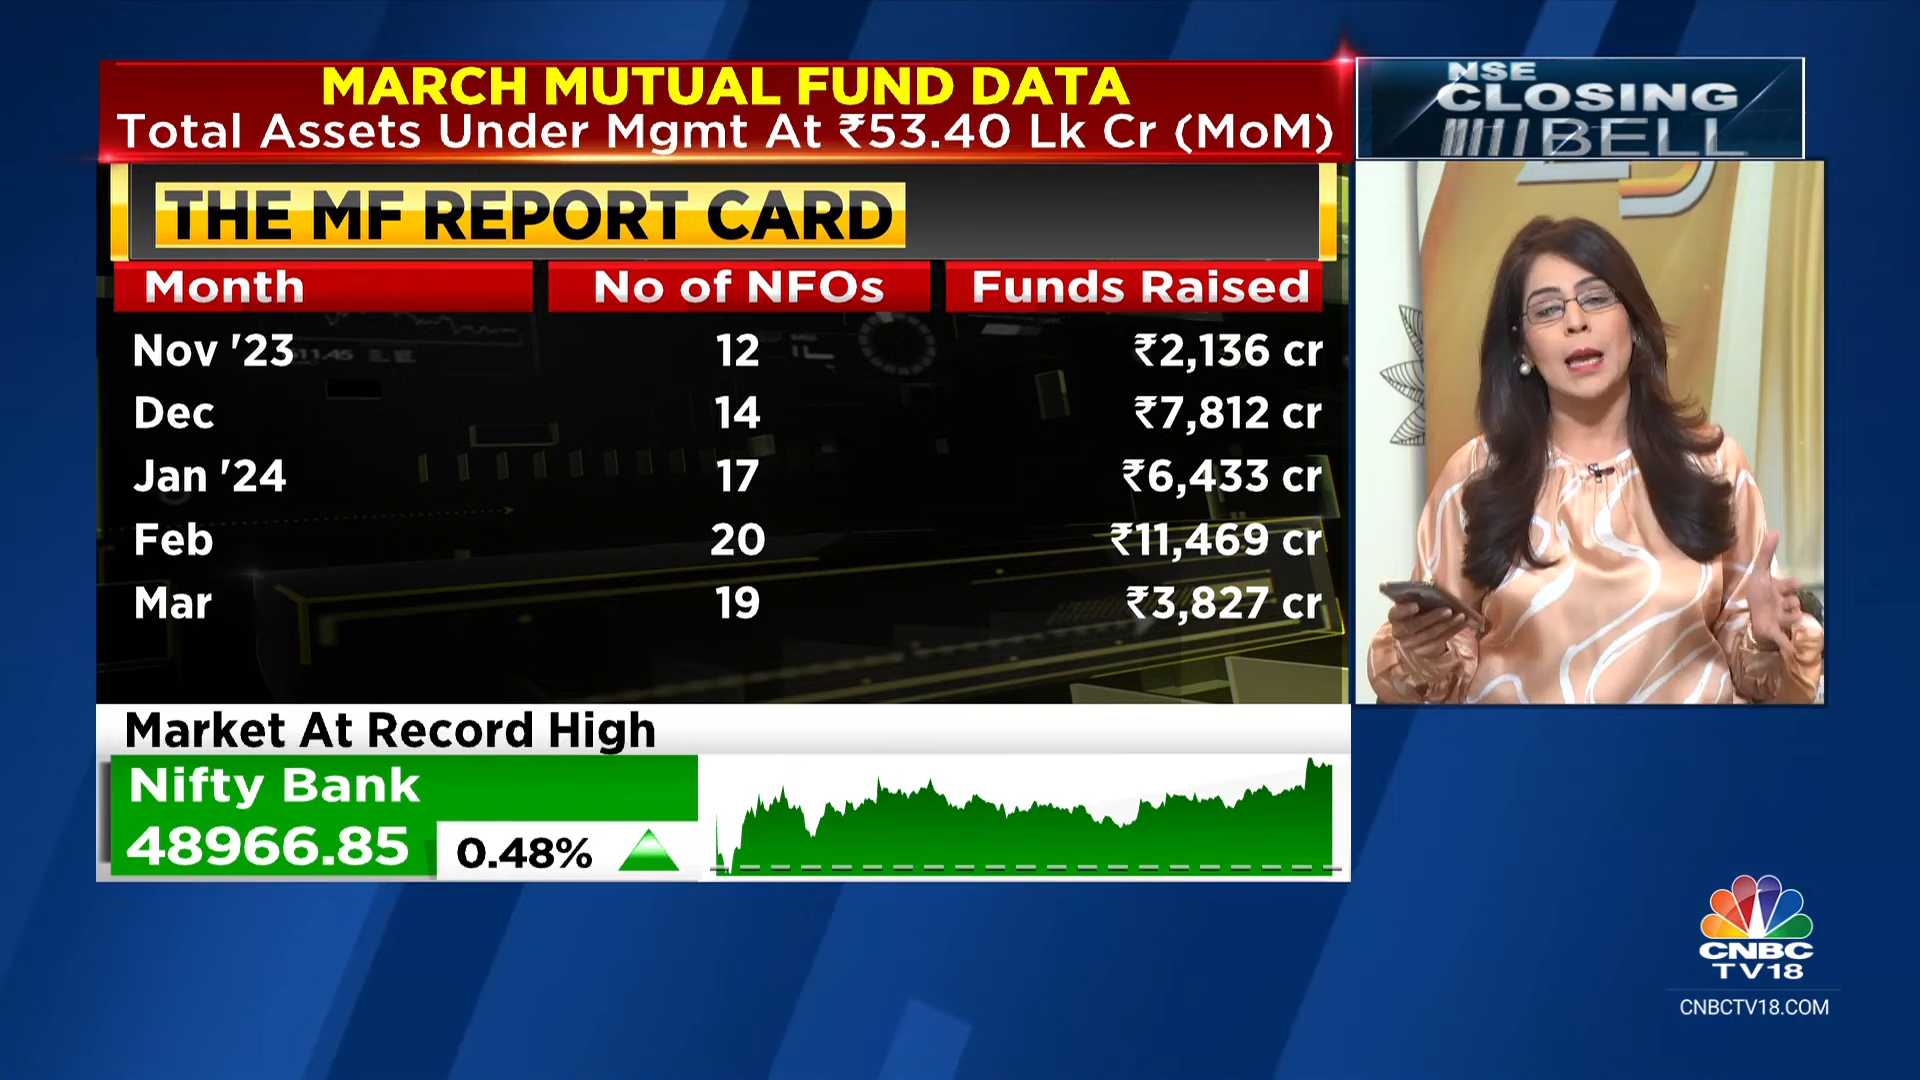 MARCH MUTUAL FUND DATA
Total Assets Under Mgmt At ₹53.40 Lk Cr (MoM)
NSE
CLOSING
BELL
THE MF REPORT CARD
Month No of NFOs Funds Raised
Nov '23 12 ₹2,136 cr
Dec 14 ₹7,812 cr
Jan '24 17 ₹6,433 cr
Feb 20 ₹11,469 cr
Mar 19 ₹3,827 cr
Market At Record High
Nifty Bank
48966.85 0.48%
CNBC
TV18
CNBCTV18.COM